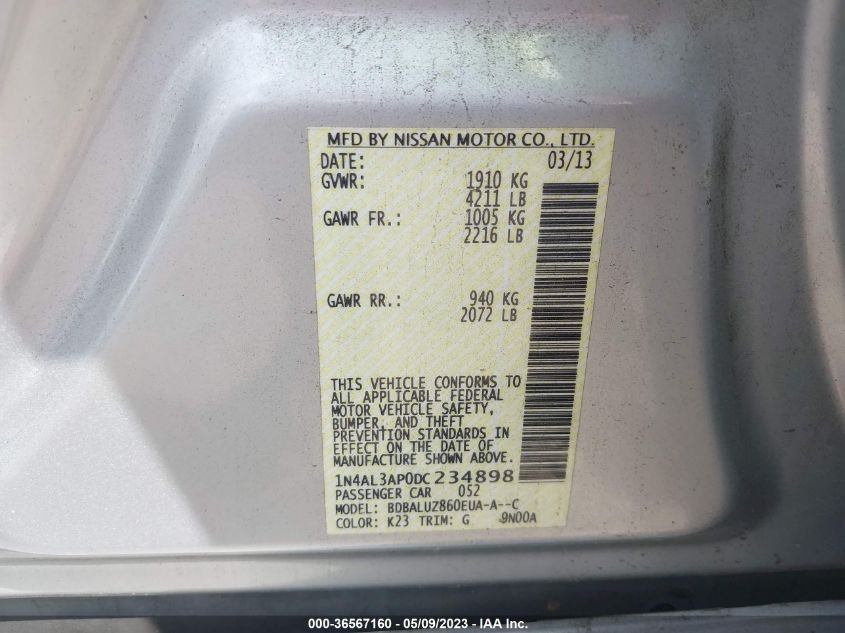 MFD BY NISSAN MOTOR CO., LTD.
DATE: 03/13
GVWR: 1910 KG
4211 LB
GAWR FR.: 1005 KG
2216 LB
GAWR RR.: 940 KG
2072 LB
THIS VEHICLE CONFORMS TO
ALL APPLICABLE FEDERAL
MOTOR VEHICLE SAFETY,
BUMPER, AND THEFT
PREVENTION STANDARDS IN
EFFECT ON THE DATE OF
MANUFACTURE SHOWN ABOVE.
1N4AL3AP0DC234898
PASSENGER CAR 052
MODEL: BDBALUZ860EUA-A--C
COLOR: K23 TRIM: G 9N00A
000-36567160 - 05/09/2023 - IAA Inc.